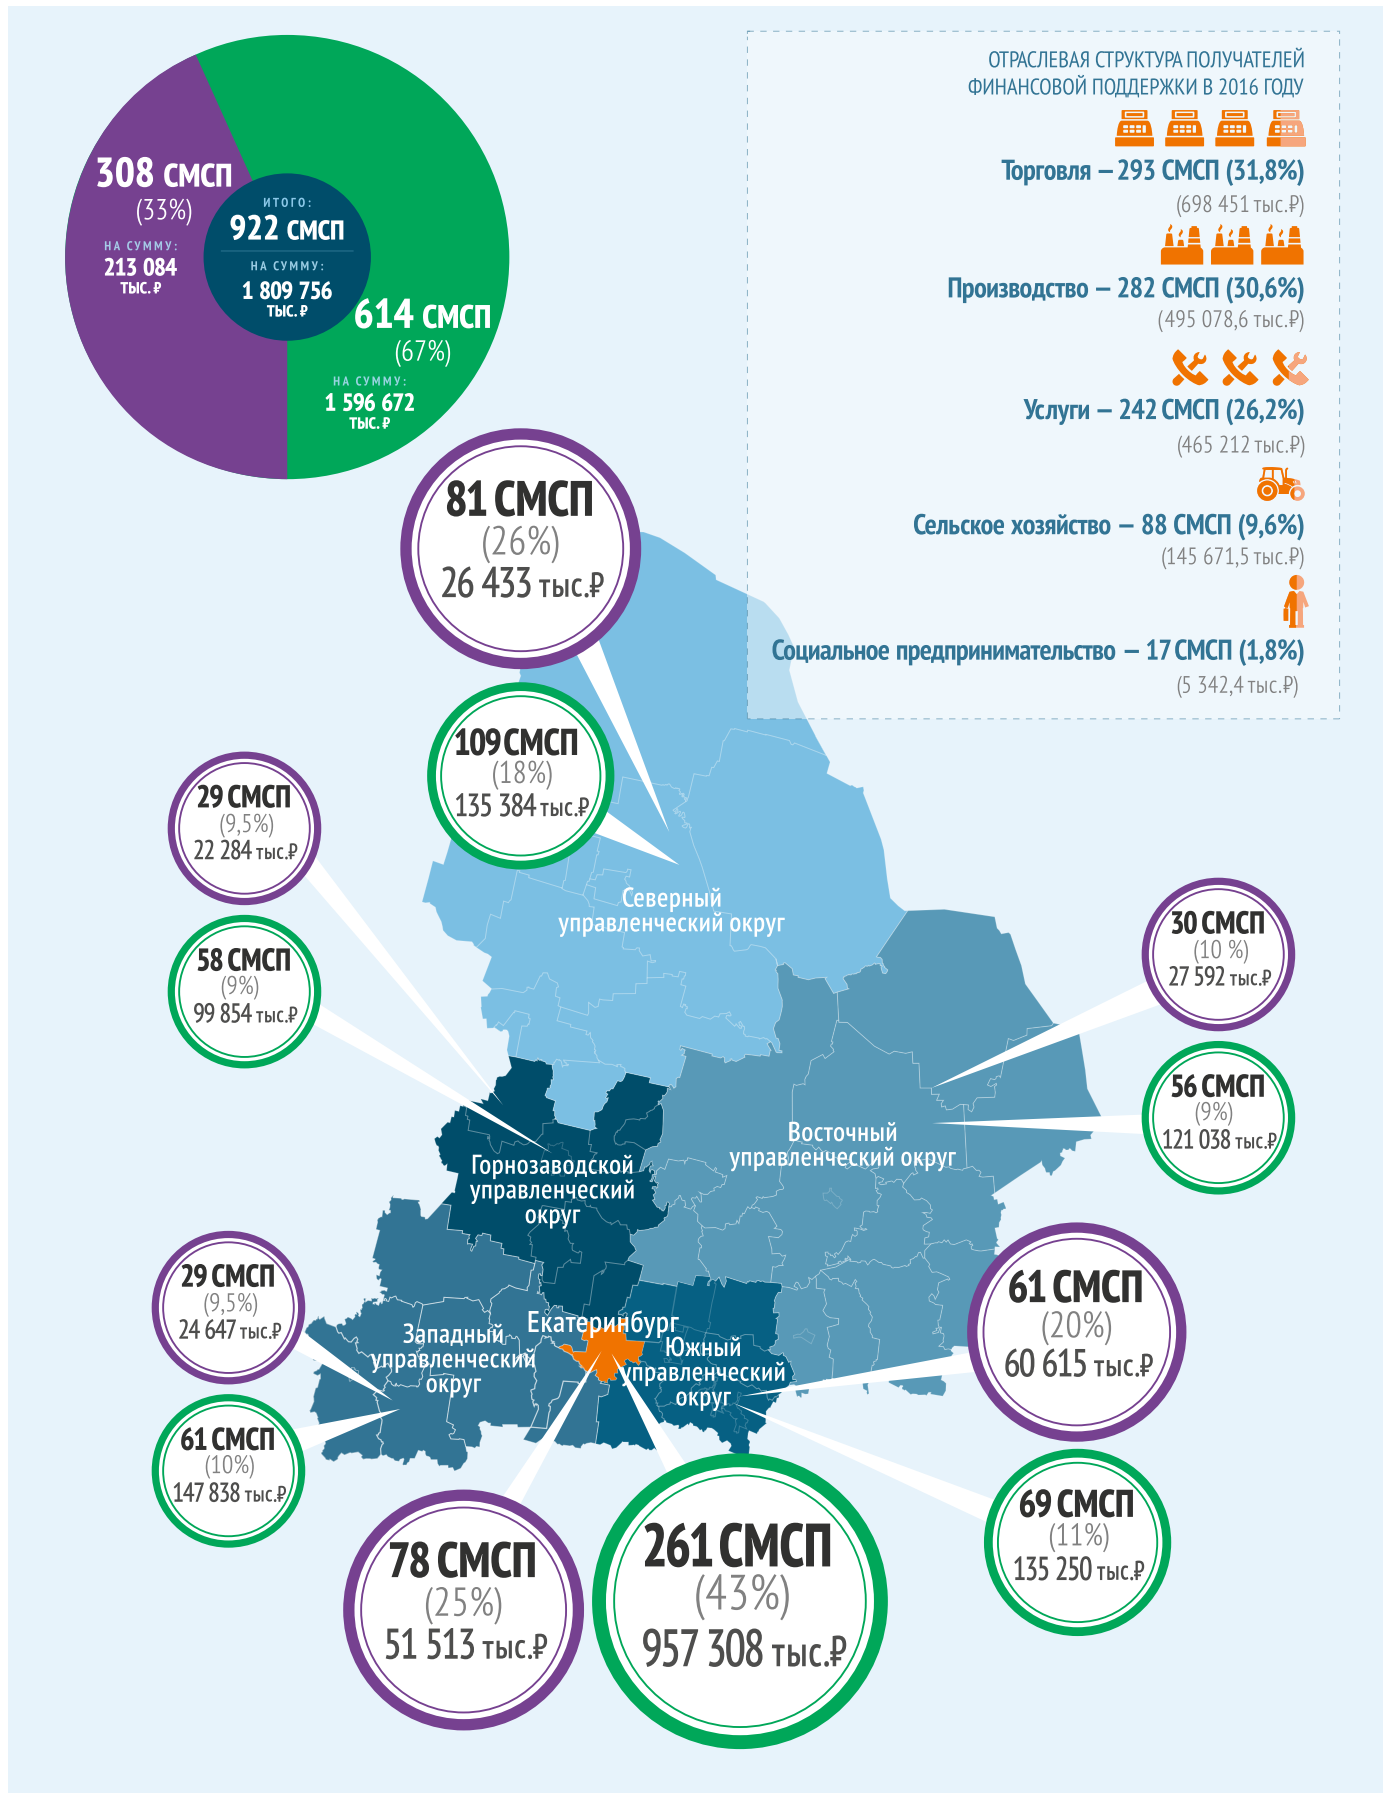 308 СМСП
(33%)
НА СУММУ:
213 084
ТЫС. ₽
ИТОГО:
922 СМСП
НА СУММУ:
1 809 756
ТЫС. ₽
614 СМСП
(67%)
НА СУММУ:
1 596 672
ТЫС. ₽
ОТРАСЛЕВАЯ СТРУКТУРА ПОЛУЧАТЕЛЕЙ
ФИНАНСОВОЙ ПОДДЕРЖКИ В 2016 ГОДУ
Торговля — 293 СМСП (31,8%)
(698 451 тыс.₽)
Производство — 282 СМСП (30,6%)
(495 078,6 тыс.₽)
Услуги — 242 СМСП (26,2%)
(465 212 тыс.₽)
Сельское хозяйство — 88 СМСП (9,6%)
(145 671,5 тыс.₽)
Социальное предпринимательство — 17 СМСП (1,8%)
(5 342,4 тыс.₽)
81 СМСП
(26%)
26 433 тыс.₽
109 СМСП
(18%)
135 384 тыс.₽
29 СМСП
(9,5%)
22 284 тыс.₽
58 СМСП
(9%)
99 854 тыс.₽
Северный
управленческий округ
30 СМСП
(10 %)
27 592 тыс.₽
56 СМСП
(9%)
121 038 тыс.₽
Восточный
управленческий округ
Горнозаводской
управленческий
округ
29 СМСП
(9,5%)
24 647 тыс.₽
61 СМСП
(10%)
147 838 тыс.₽
Западный
управленческий
округ
Екатеринбург
Южный
управленческий
округ
61 СМСП
(20%)
60 615 тыс.₽
69 СМСП
(11%)
135 250 тыс.₽
78 СМСП
(25%)
51 513 тыс.₽
261 СМСП
(43%)
957 308 тыс.₽